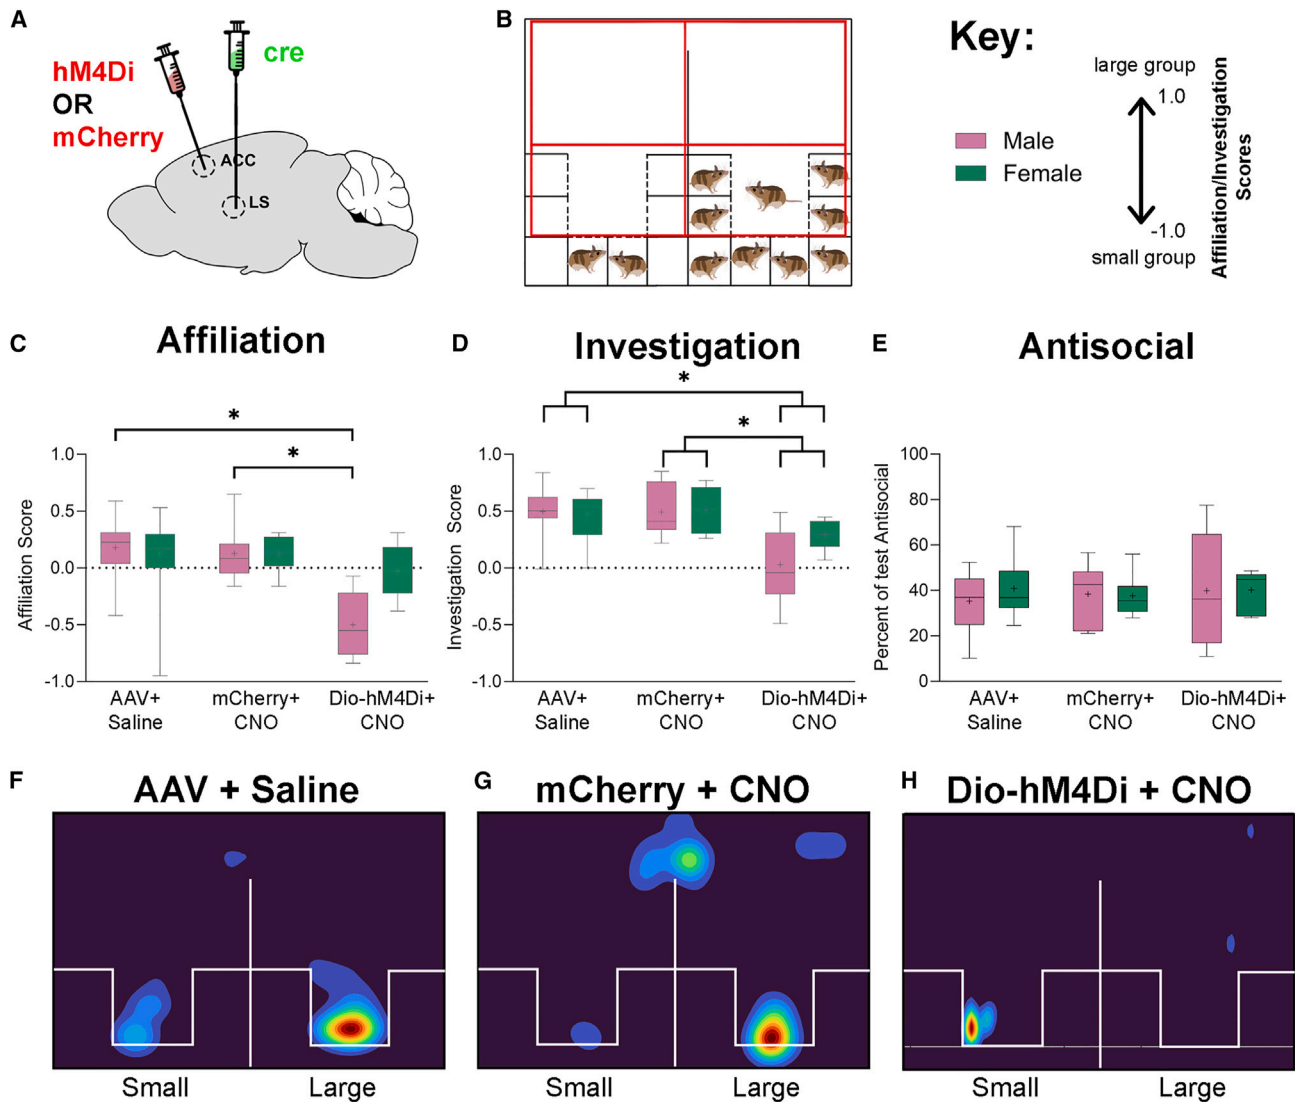 A
hM4Di
OR
mCherry
cre
ACC
LS
B
Key:
Male
Female
large group
1.0
-1.0
small group
Affiliation/Investigation
Scores
C
Affiliation
*
*
Affiliation Score
1.0
0.5
0.0
-0.5
-1.0
AAV+
Saline
mCherry+
CNO
Dio-hM4Di+
CNO
D
Investigation
*
*
Investigation Score
1.0
0.5
0.0
-0.5
-1.0
AAV+
Saline
mCherry+
CNO
Dio-hM4Di+
CNO
E
Antisocial
Percent of test Antisocial
100
80
60
40
20
0
AAV+
Saline
mCherry+
CNO
Dio-hM4Di+
CNO
F
AAV + Saline
Small
Large
G
mCherry + CNO
Small
Large
H
Dio-hM4Di + CNO
Small
Large